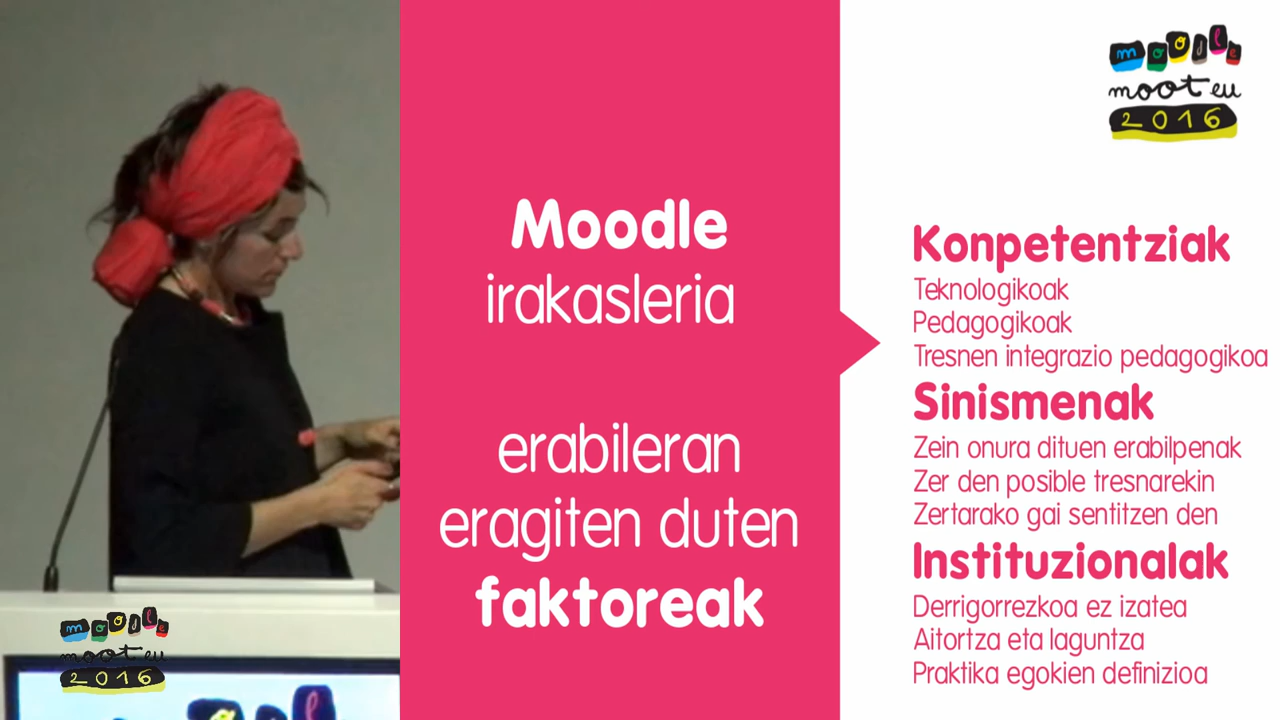 Moodle
irakasleria
erabileran
eragiten duten
faktoreak
moodle
moot eu
2016
Konpetentziak
Teknologikoak
Pedagogikoak
Tresnen integrazio pedagogikoa
Sinismenak
Zein onura dituen erabilpenak
Zer den posible tresnarekin
Zertarako gai sentitzen den
Instituzionalak
Derrigorrezkoa ez izatea
Aitortza eta laguntza
Praktika egokien definizioa
moodle
moot eu
2016